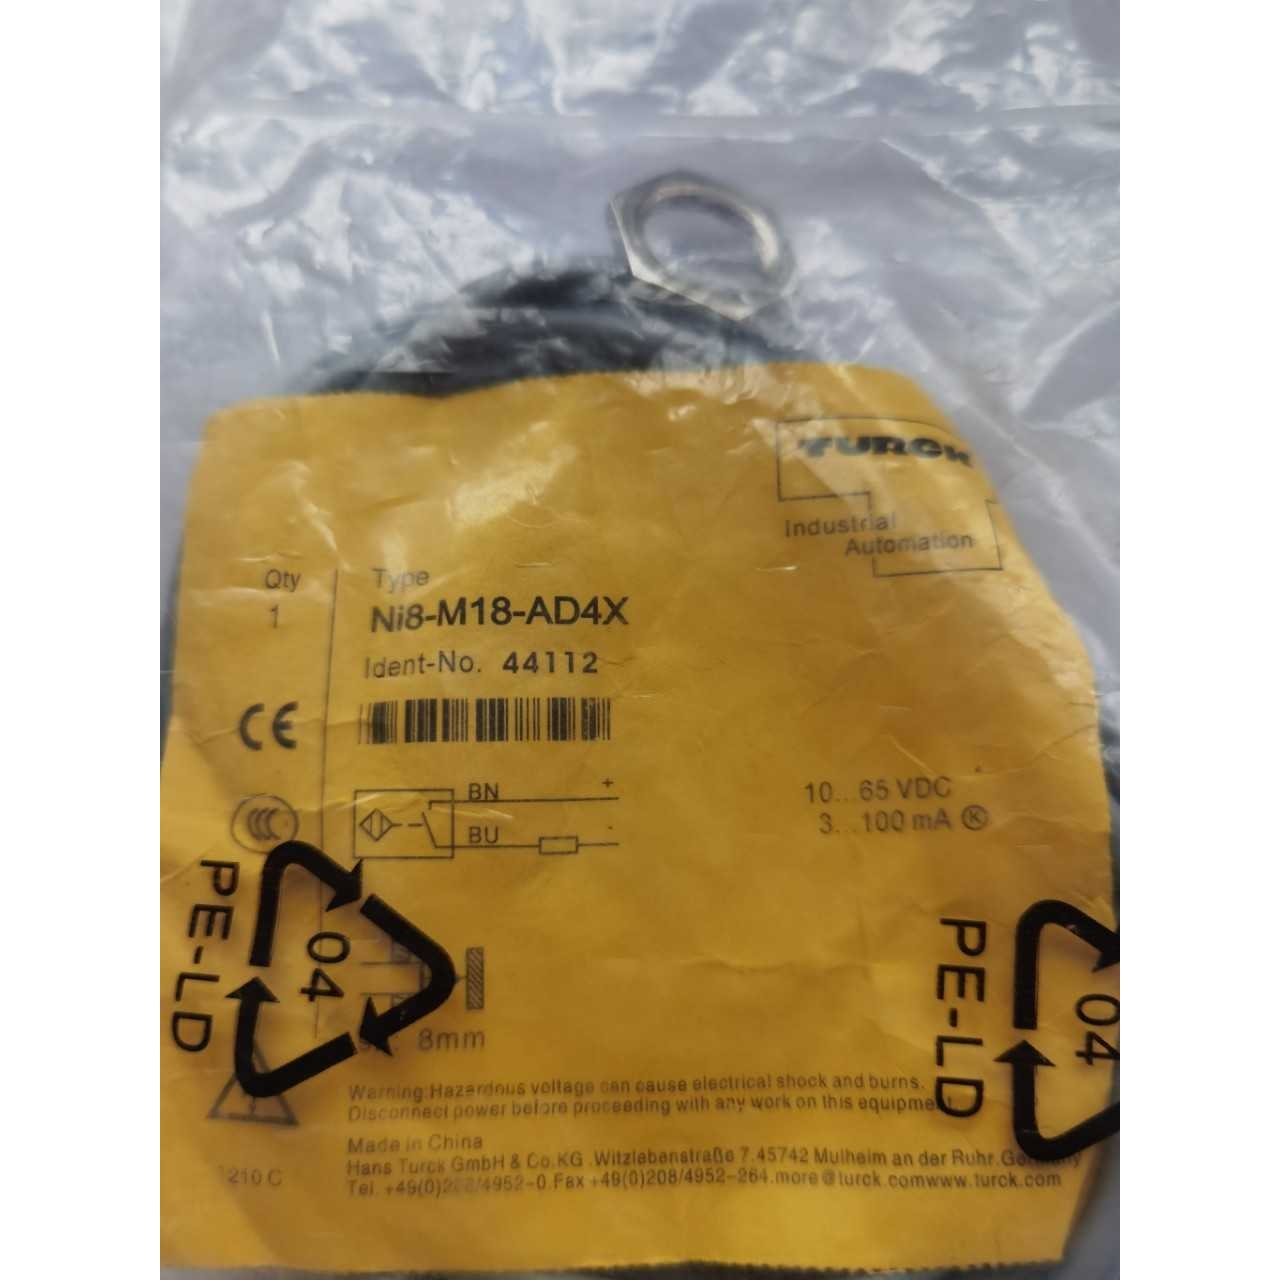 TURCK
Industrial
Automation
Qty
1
Type
Ni8-M18-AD4X
Ident-No. 44112
CE
CCC
BN +
BU -
10...65 VDC
3...100 mA K
PE-LD
04
PE-LD
04
8mm
Warning:Hazardous voltage can cause electrical shock and burns.
Disconnect power before proceeding with any work on this equipme
Made in China
Hans Turck GmbH & Co.KG .Witzlebenstraße 7.45742 Mulheim an der Ruhr.Germany
Tel. +49(0)208/4952-0.Fax +49(0)208/4952-264.more@turck.comwww.turck.com
210 C